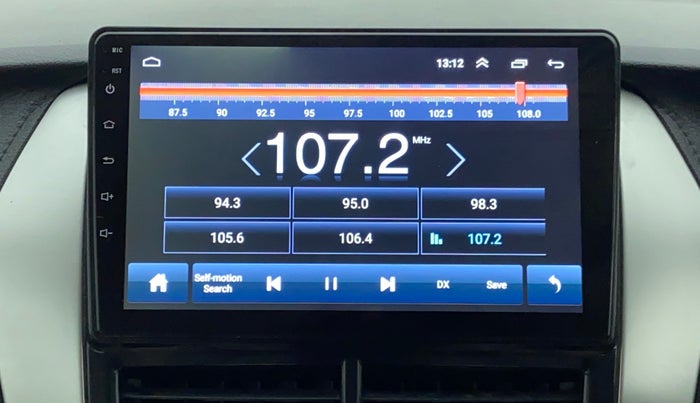 MIC
13:12
RST
87.5 90 92.5 95 97.5 100 102.5 105 108.0
107.2 MHz
94.3 95.0 98.3
105.6 106.4 107.2
Self-motion Search DX Save